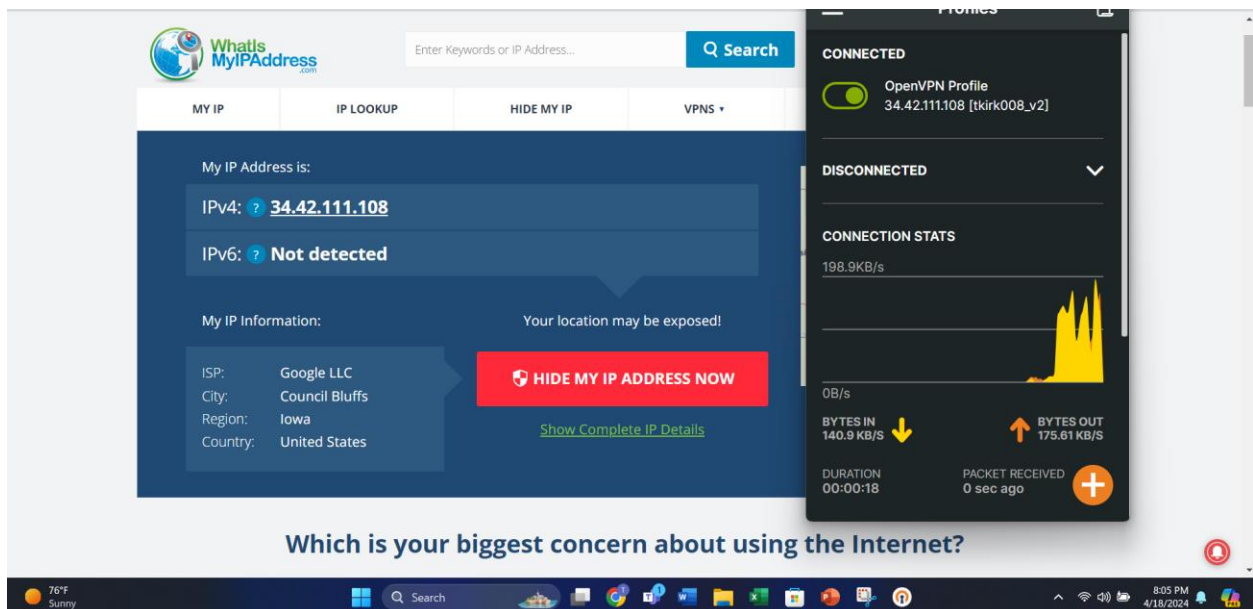 WhatIs
MyIPAddress
.com
Enter Keywords or IP Address...
Search
MY IP
IP LOOKUP
HIDE MY IP
VPNS
My IP Address is:
IPv4: ? 34.42.111.108
IPv6: ? Not detected
My IP Information:
Your location may be exposed!
ISP: Google LLC
City: Council Bluffs
Region: Iowa
Country: United States
HIDE MY IP ADDRESS NOW
Show Complete IP Details
Which is your biggest concern about using the Internet?
Profiles
CONNECTED
OpenVPN Profile
34.42.111.108 [tkirk008_v2]
DISCONNECTED
CONNECTION STATS
198.9KB/s
0B/s
BYTES IN
140.9 KB/S
BYTES OUT
175.61 KB/S
DURATION
00:00:18
PACKET RECEIVED
0 sec ago
76°F
Sunny
Search
8:05 PM
4/18/2024